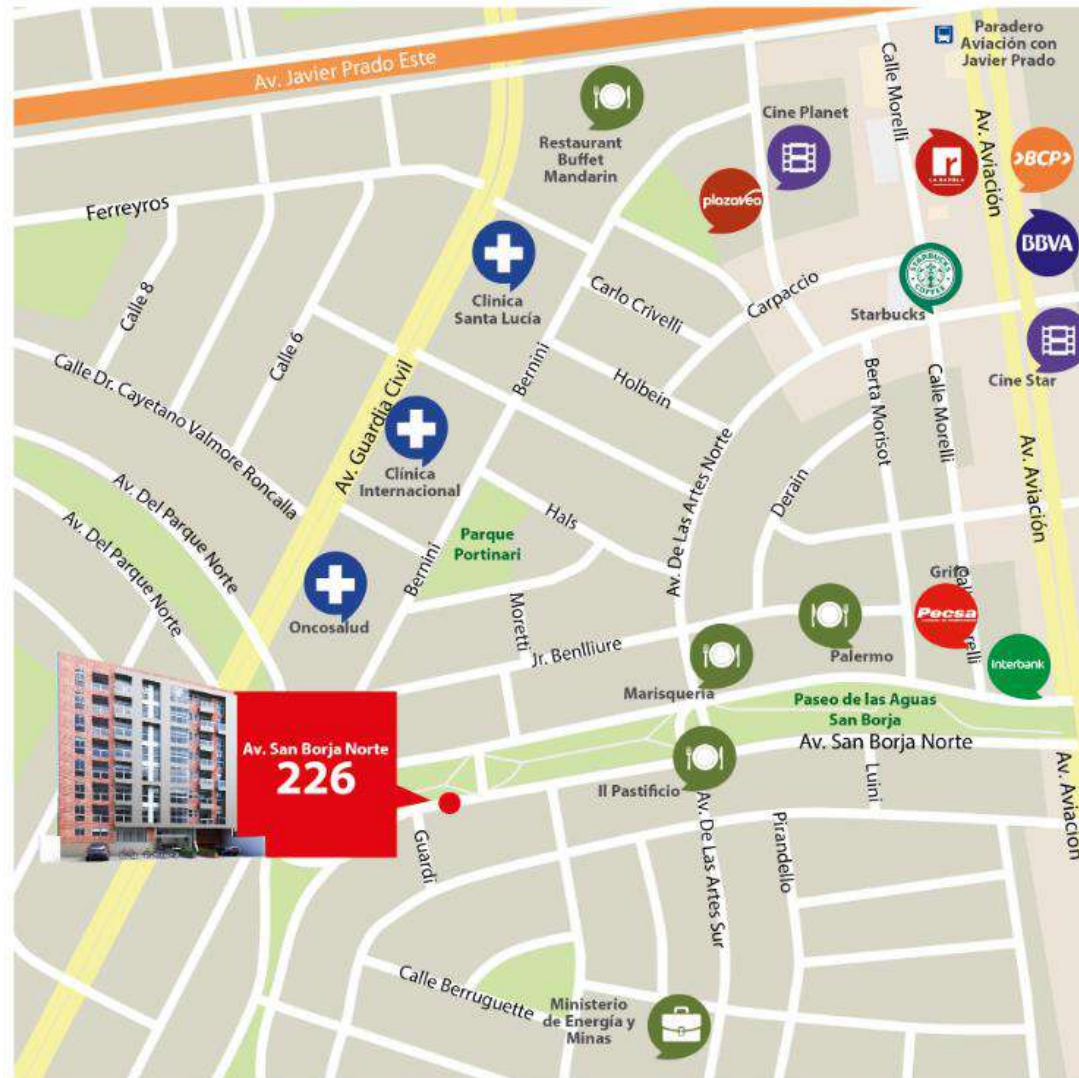 Paradero
Aviación con
Javier Prado
Av. Javier Prado Este
Calle Morelli
Cine Planet
Restaurant
Buffet
Mandarin
Av. Aviación
>BCP>
LA RAMBLA
plazavea
Ferreyros
BBVA
Calle 8
Clinica
Santa Lucía
Carlo Crivelli
Carpaccio
STARBUCKS
COFFEE
Starbucks
Calle 6
Bernini
Holbein
Cine Star
Calle Dr. Cayetano Valmore Roncalla
Av. Guardia Civil
Berta Morisot
Calle Morelli
Clínica
Internacional
Av. De Las Artes Norte
Derain
Av. Aviación
Av. Del Parque Norte
Av. Del Parque Norte
Parque
Portinari
Hals
Bernini
Oncosalud
Moretti
Grifo
Pecsa
Jr. Benlliure
Palermo
Interbank
Marisquería
Paseo de las Aguas
San Borja
Av. San Borja Norte
Av. San Borja Norte
226
Il Pastificio
Luini
Av. Aviación
Guardi
Av. De Las Artes Sur
Pirandello
Calle Berruguette
Ministerio
de Energía y
Minas